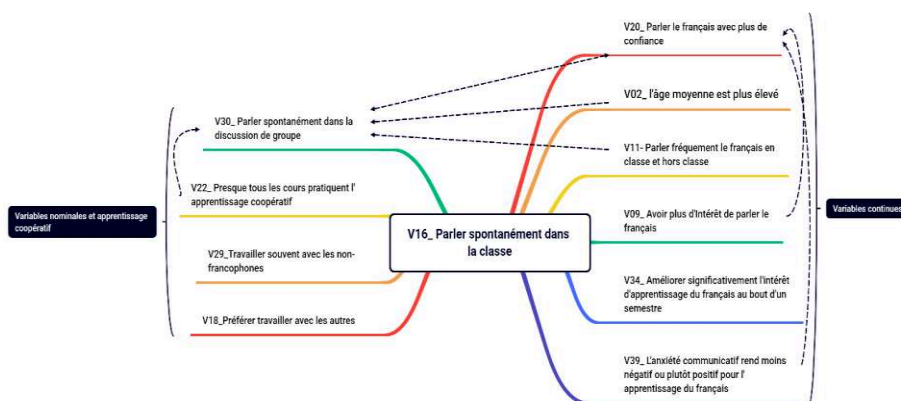 V20_ Parler le français avec plus de
confiance
V02_ l'âge moyenne est plus élevé
V30_ Parler spontanément dans la
discussion de groupe
V11- Parler fréquement le français en
classe et hors classe
V22_ Presque tous les cours pratiquent l'
apprentissage coopératif
Variables nominales et apprentissage
coopératif
V09_ Avoir plus d'Intérêt de parler le
français
Variables continues
V16_ Parler spontanément dans
la classe
V29_Travailler souvent avec les non-
francophones
V34_ Améliorer significativement l'intérêt
d'apprentissage du français au bout d'un
semestre
V18_Préférer travailler avec les autres
V39_ L'anxiété communicatif rend moins
négatif ou plutôt positif pour l'
apprentissage du français